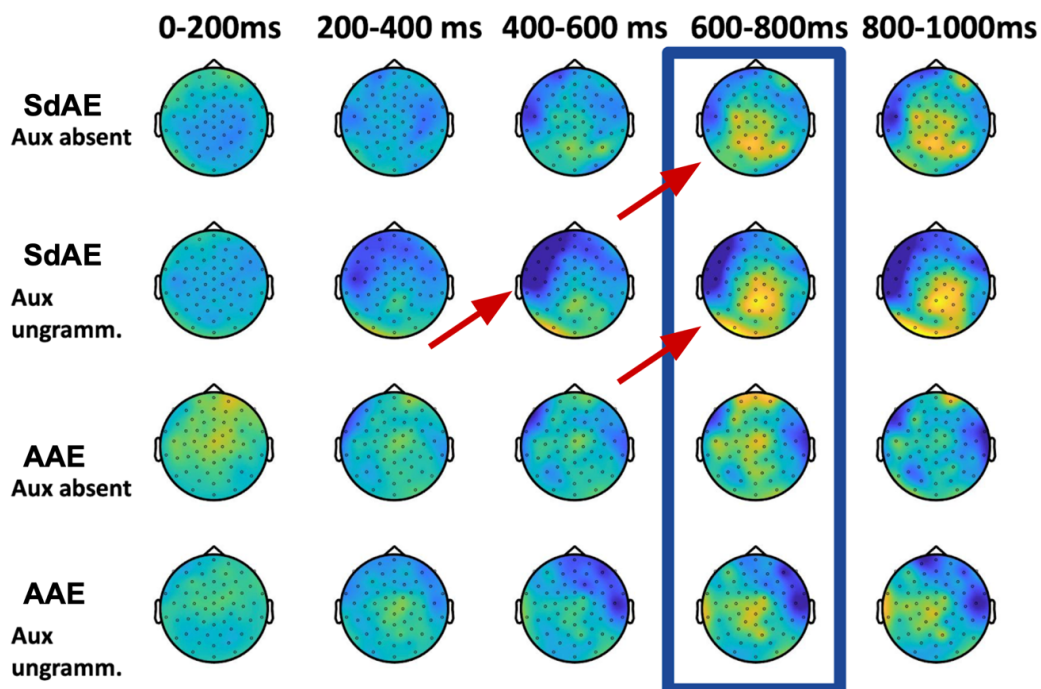 0-200ms 200-400 ms 400-600 ms 600-800ms 800-1000ms
SdAE
Aux absent
SdAE
Aux
ungramm.
AAE
Aux absent
AAE
Aux
ungramm.